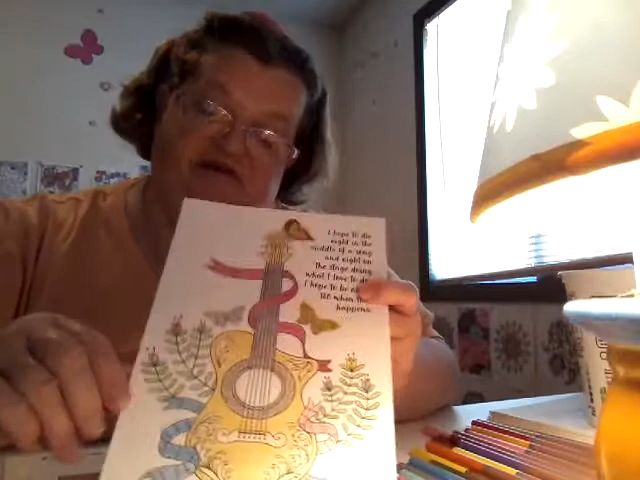 I hope to die
right in the
middle of a song
and right on
the stage doing
what I love to do
I hope to be
110 when that
happens.